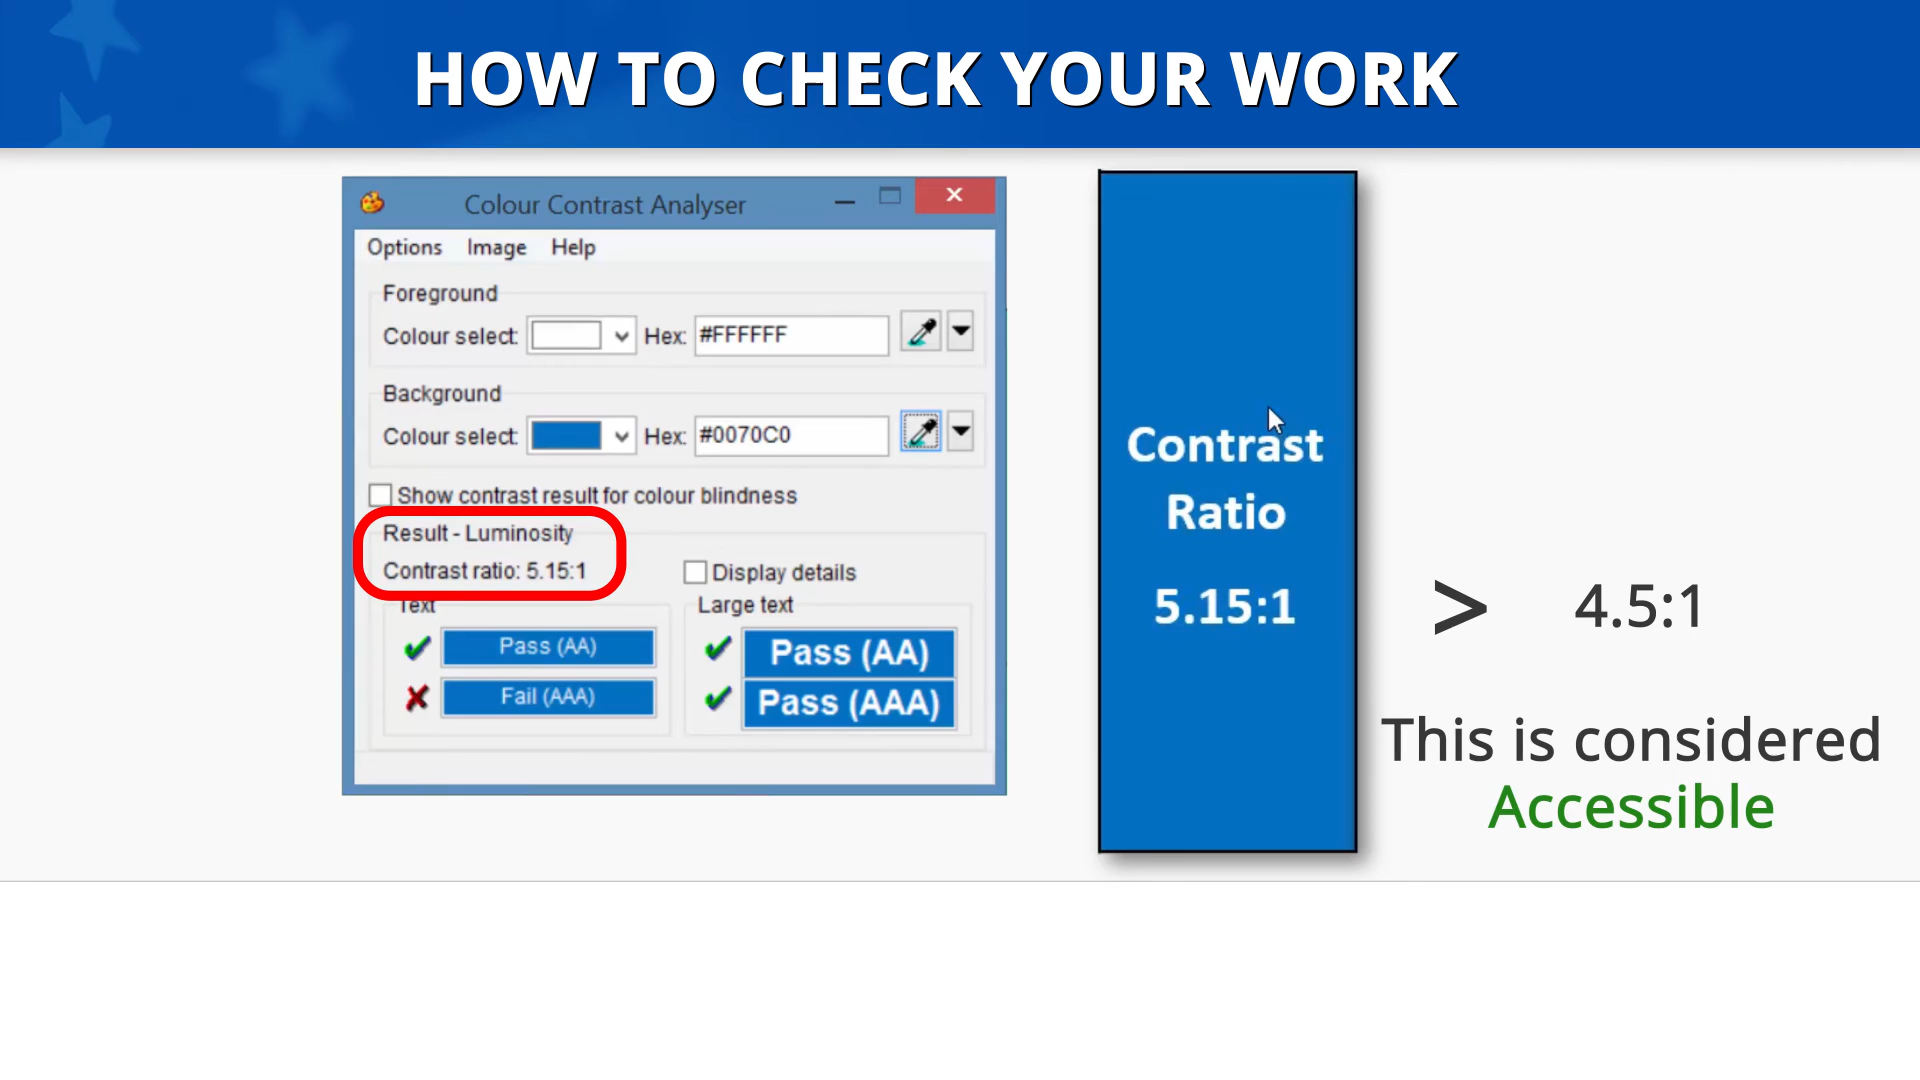 HOW TO CHECK YOUR WORK
Colour Contrast Analyser
Options Image Help
Foreground
Colour select: Hex: #FFFFFF
Background
Colour select: Hex: #0070C0
Show contrast result for colour blindness
Result - Luminosity
Contrast ratio: 5.15:1
Display details
Text
Pass (AA)
Fail (AAA)
Large text
Pass (AA)
Pass (AAA)
Contrast
Ratio
5.15:1
> 4.5:1
This is considered
Accessible